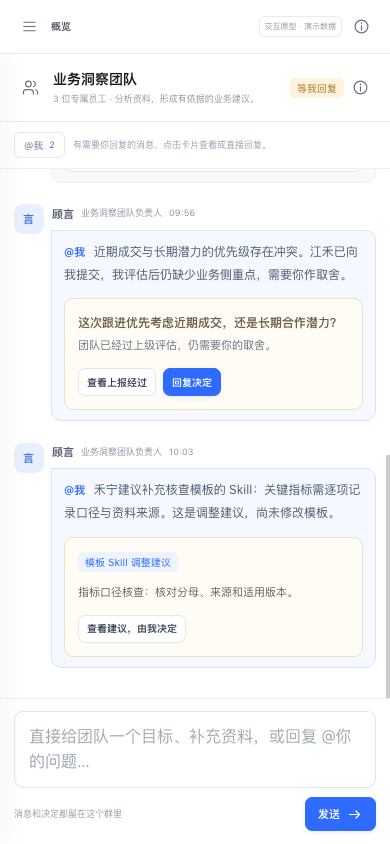 概览
交互原型 · 演示数据
业务洞察团队
3 位专属员工 · 分析资料，形成有依据的业务建议。
等我回复
@我 2
有需要你回复的消息，点击卡片查看或直接回复。
言
顾言 业务洞察团队负责人 09:56
@我 近期成交与长期潜力的优先级存在冲突。江禾已向
我提交，我评估后仍缺少业务侧重点，需要你作取舍。
这次跟进优先考虑近期成交，还是长期合作潜力？
团队已经过上级评估，仍需要你的取舍。
查看上报经过
回复决定
言
顾言 业务洞察团队负责人 10:03
@我 禾宁建议补充核查模板的 Skill：关键指标需逐项记
录口径与资料来源。这是调整建议，尚未修改模板。
模板 Skill 调整建议
指标口径核查：核对分母、来源和适用版本。
查看建议，由我决定
直接给团队一个目标、补充资料，或回复 @你
的问题...
消息和决定都留在这个群里
发送